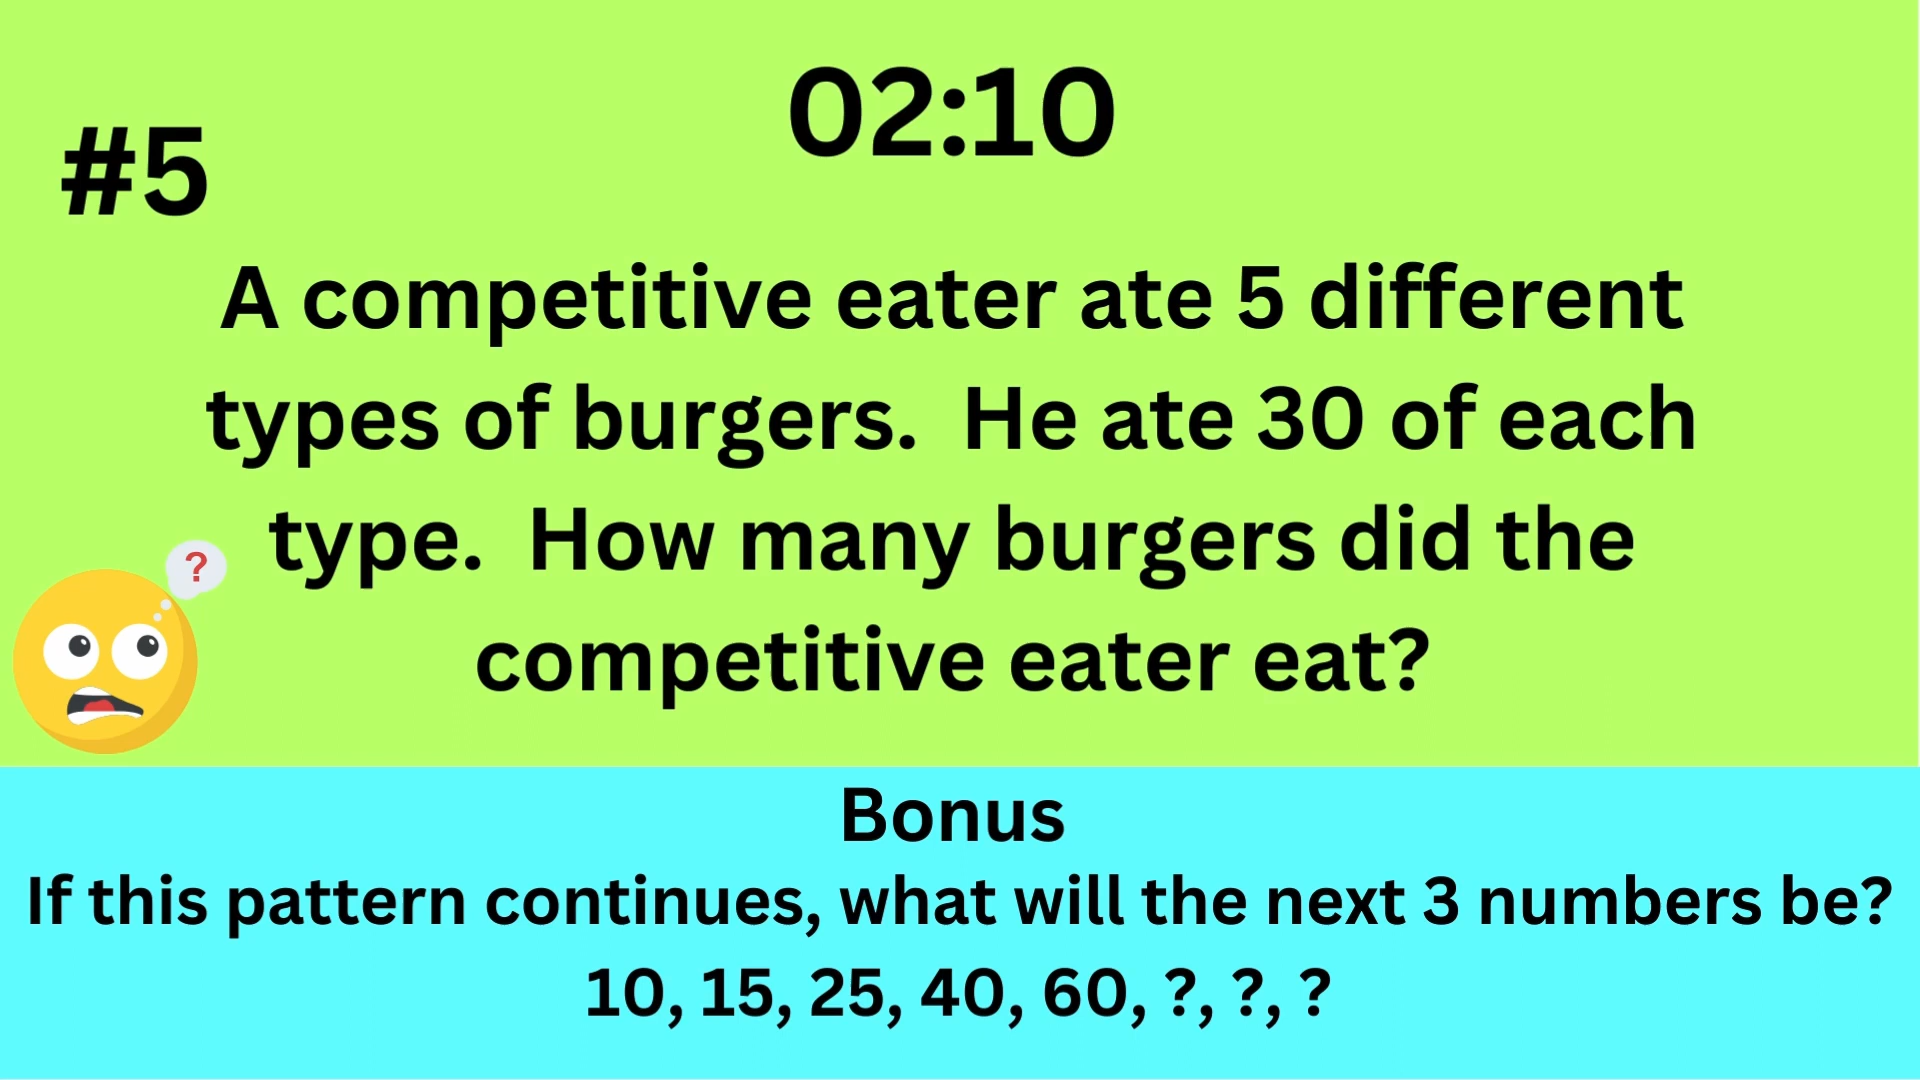 02:10
#5
A competitive eater ate 5 different
types of burgers.  He ate 30 of each
type.  How many burgers did the
competitive eater eat?
?
Bonus
If this pattern continues, what will the next 3 numbers be?
10, 15, 25, 40, 60, ?, ?, ?